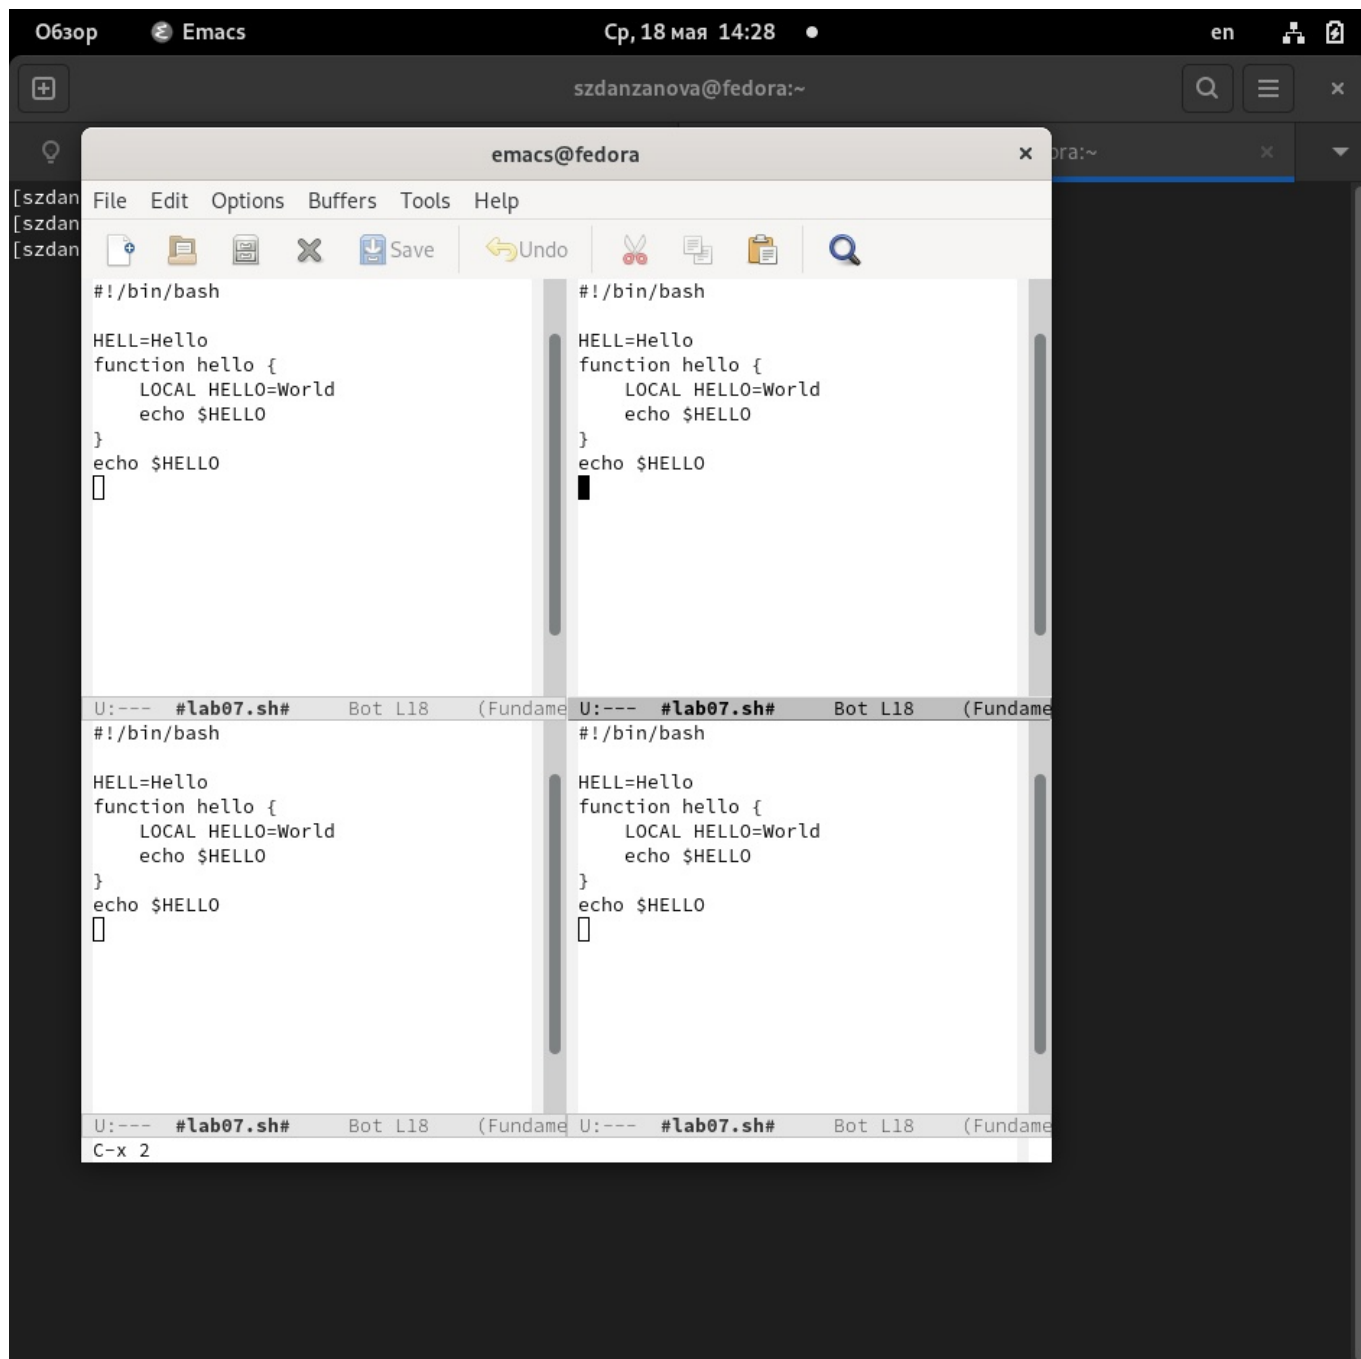 Обзор Emacs Ср, 18 мая 14:28 en
szdanzanova@fedora:~
emacs@fedora ora:~
[szdan
[szdan
[szdan
File Edit Options Buffers Tools Help
Save Undo
#!/bin/bash
HELL=Hello
function hello {
LOCAL HELLO=World
echo $HELLO
}
echo $HELLO
U:--- #lab07.sh# Bot L18 (Fundame
#!/bin/bash
HELL=Hello
function hello {
LOCAL HELLO=World
echo $HELLO
}
echo $HELLO
U:--- #lab07.sh# Bot L18 (Fundame
#!/bin/bash
HELL=Hello
function hello {
LOCAL HELLO=World
echo $HELLO
}
echo $HELLO
U:--- #lab07.sh# Bot L18 (Fundame
#!/bin/bash
HELL=Hello
function hello {
LOCAL HELLO=World
echo $HELLO
}
echo $HELLO
U:--- #lab07.sh# Bot L18 (Fundame
C-x 2